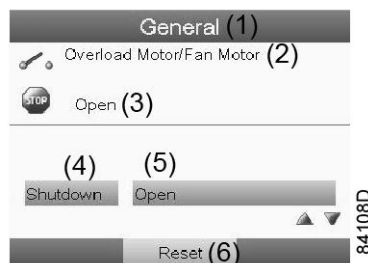 General (1)
Overload Motor/Fan Motor (2)
STOP
Open (3)
(4) (5)
Shutdown Open
Reset (6)
84108D